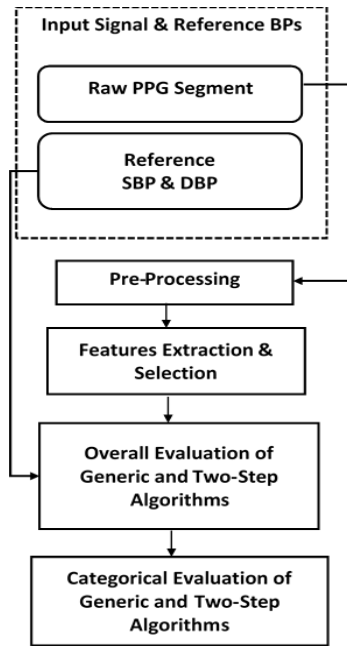 Input Signal & Reference BPs
Raw PPG Segment
Reference
SBP & DBP
Pre-Processing
Features Extraction &
Selection
Overall Evaluation of
Generic and Two-Step
Algorithms
Categorical Evaluation of
Generic and Two-Step
Algorithms